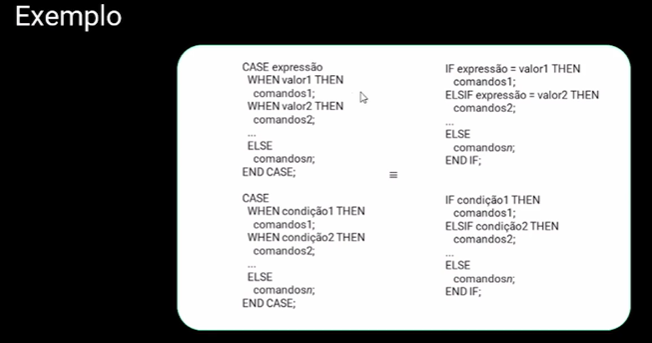 Exemplo
CASE expressão
WHEN valor1 THEN
comandos1;
WHEN valor2 THEN
comandos2;
...
ELSE
comandosn;
END CASE;
IF expressão = valor1 THEN
comandos1;
ELSIF expressão = valor2 THEN
comandos2;
...
ELSE
comandosn;
END IF;
≡
CASE
WHEN condição1 THEN
comandos1;
WHEN condição2 THEN
comandos2;
...
ELSE
comandosn;
END CASE;
IF condição1 THEN
comandos1;
ELSIF condição2 THEN
comandos2;
...
ELSE
comandosn;
END IF;